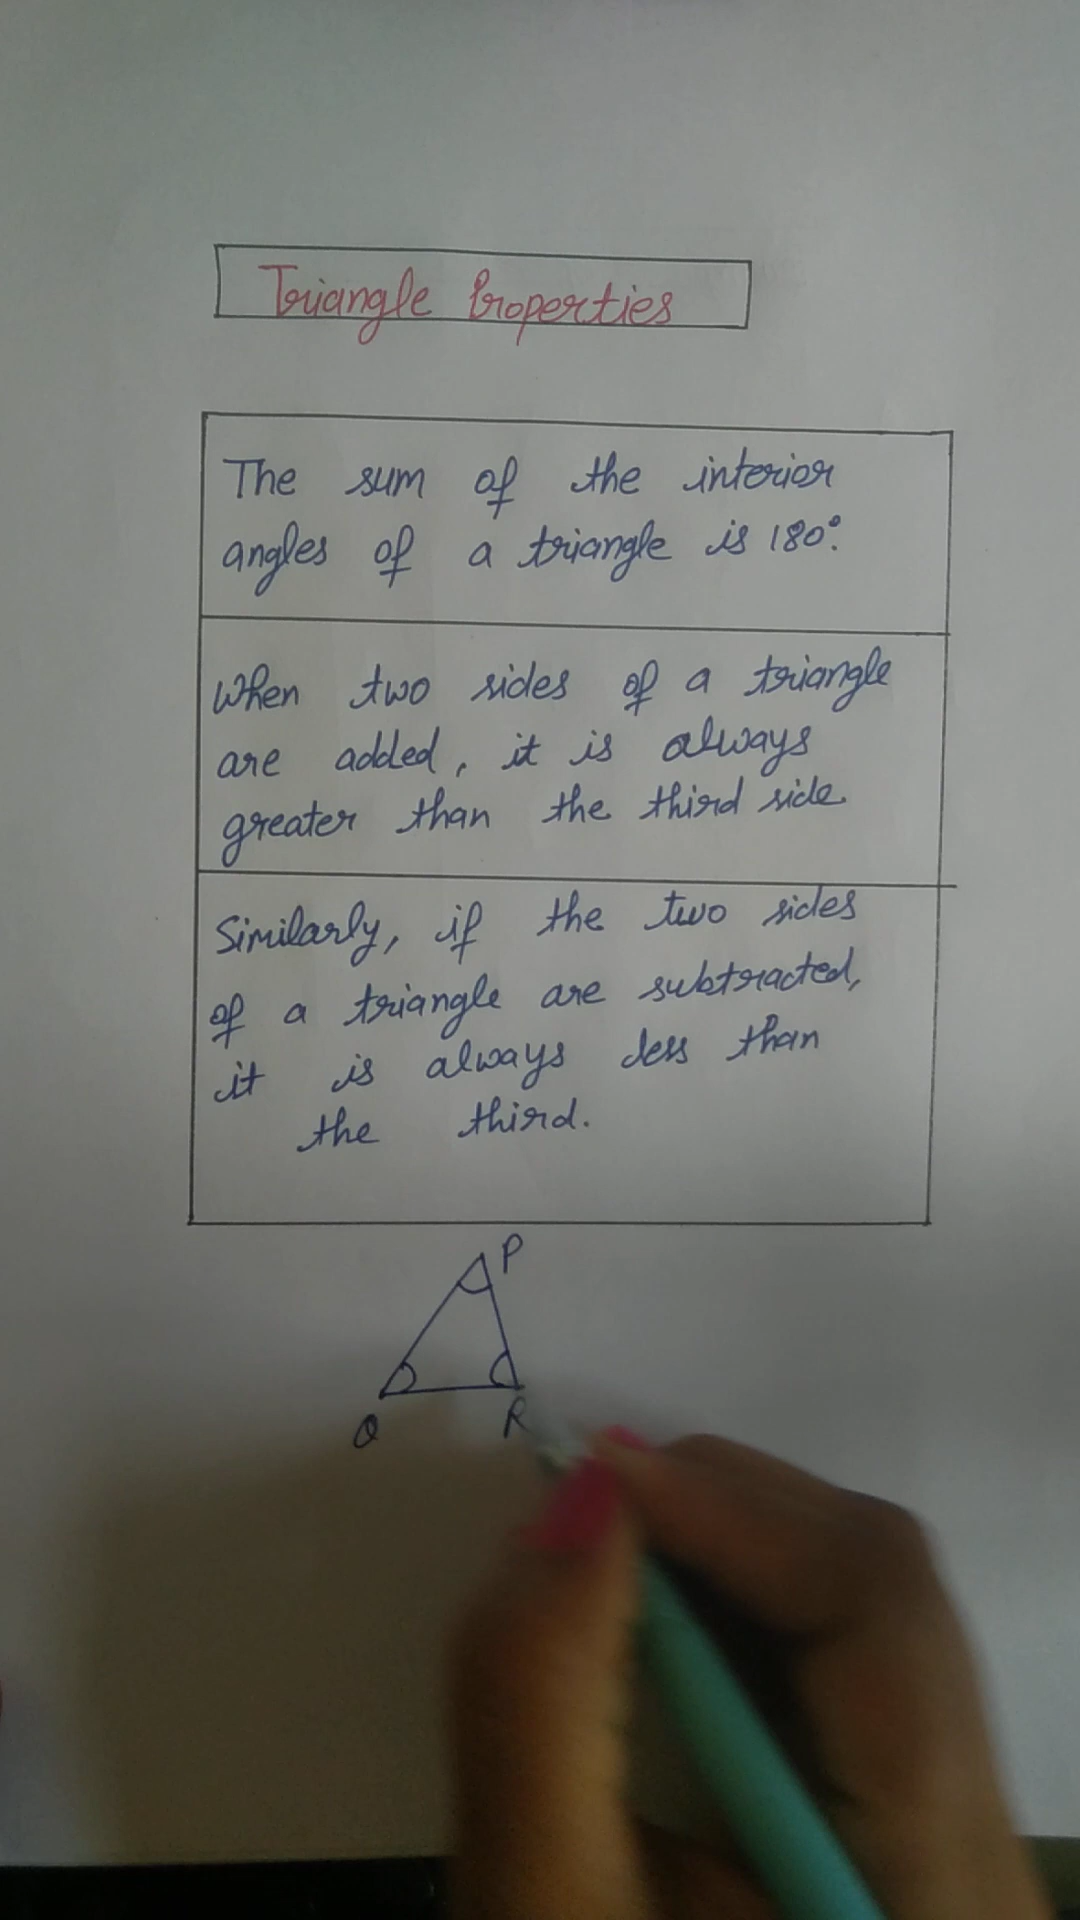 Triangle Properties
The sum of the interior
angles of a triangle is 180°.
When two sides of a triangle
are added, it is always
greater than the third side.
Similarly, if the two sides
of a triangle are subtracted,
it is always less than
the third.
P
Q
R